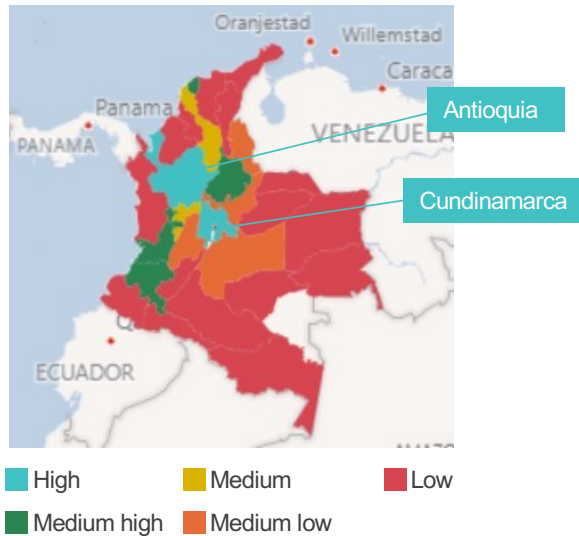 Oranjestad
Willemstad
Caraca
Antioquia
Panama
PANAMA
VENEZUELA
Cundinamarca
Q
ECUADOR
High
Medium
Low
Medium high
Medium low